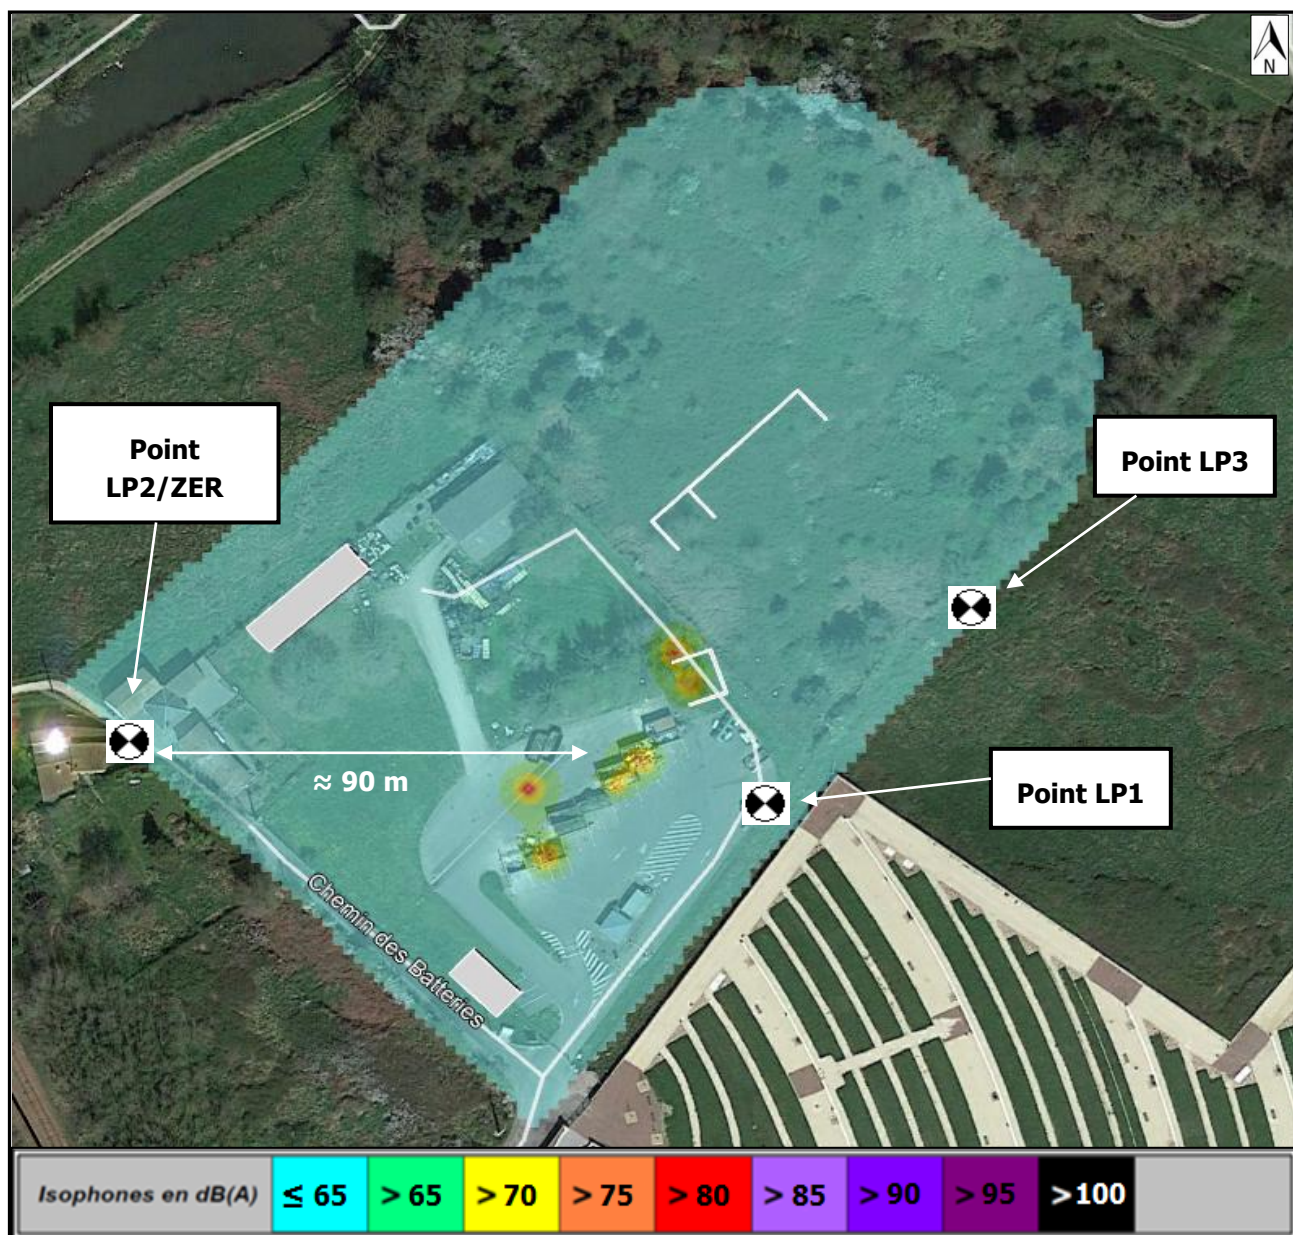 N
Point
LP2/ZER
Point LP3
≈ 90 m
Point LP1
Chemin des Batteries
Isophones en dB(A)
≤ 65
> 65
> 70
> 75
> 80
> 85
> 90
> 95
>100